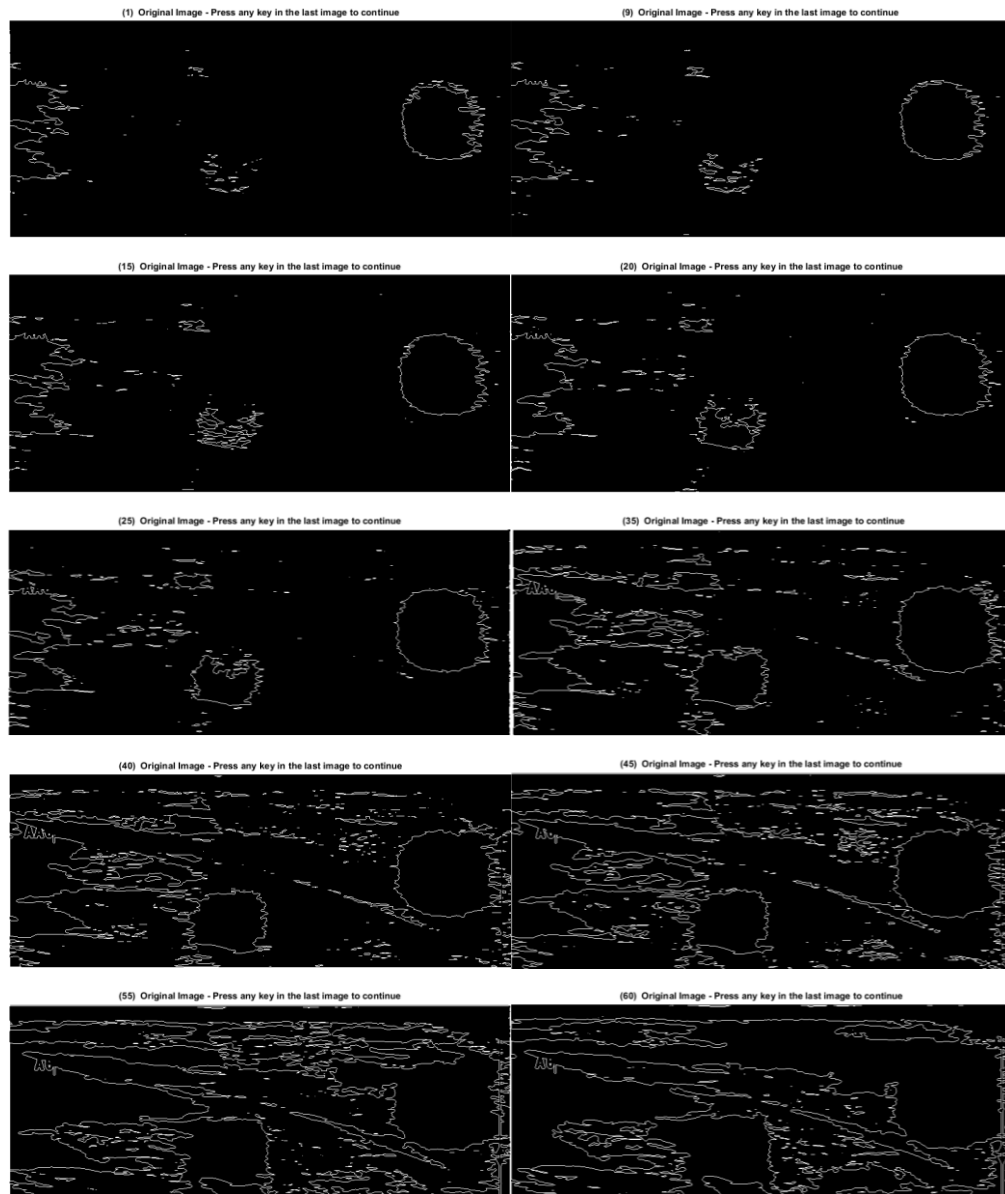 (1) Original Image - Press any key in the last image to continue
(9) Original Image - Press any key in the last image to continue
(15) Original Image - Press any key in the last image to continue
(20) Original Image - Press any key in the last image to continue
(25) Original Image - Press any key in the last image to continue
(35) Original Image - Press any key in the last image to continue
(40) Original Image - Press any key in the last image to continue
(45) Original Image - Press any key in the last image to continue
(55) Original Image - Press any key in the last image to continue
(60) Original Image - Press any key in the last image to continue